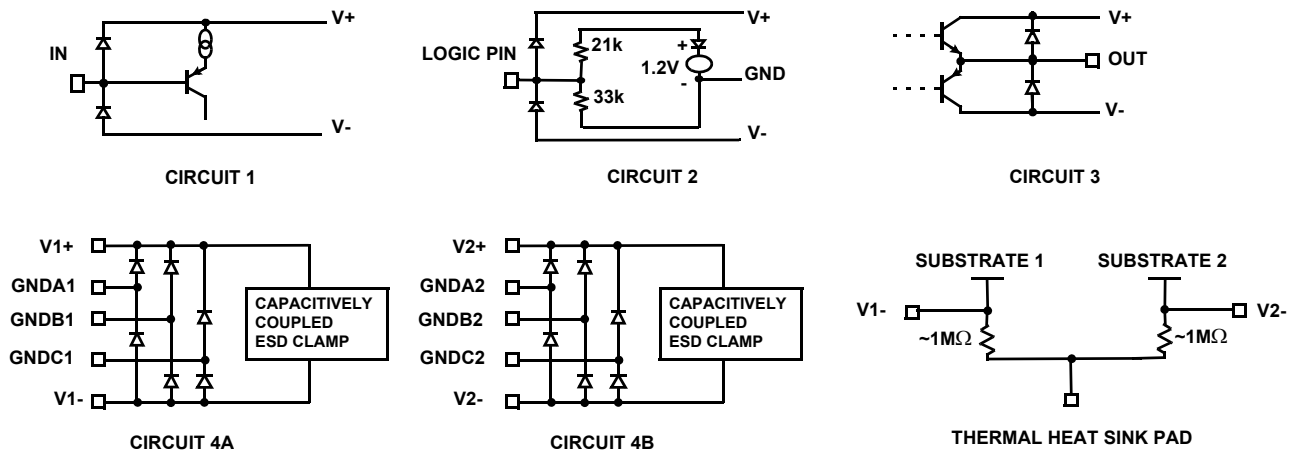 V+
IN
V-
CIRCUIT 1
V+
LOGIC PIN
21k
+
1.2V
GND
33k
-
V-
CIRCUIT 2
V+
OUT
V-
CIRCUIT 3
V1+
GNDA1
GNDB1
GNDC1
V1-
CAPACITIVELY
COUPLED
ESD CLAMP
CIRCUIT 4A
V2+
GNDA2
GNDB2
GNDC2
V2-
CAPACITIVELY
COUPLED
ESD CLAMP
CIRCUIT 4B
SUBSTRATE 1
SUBSTRATE 2
V1-
V2-
~1MΩ
~1MΩ
THERMAL HEAT SINK PAD